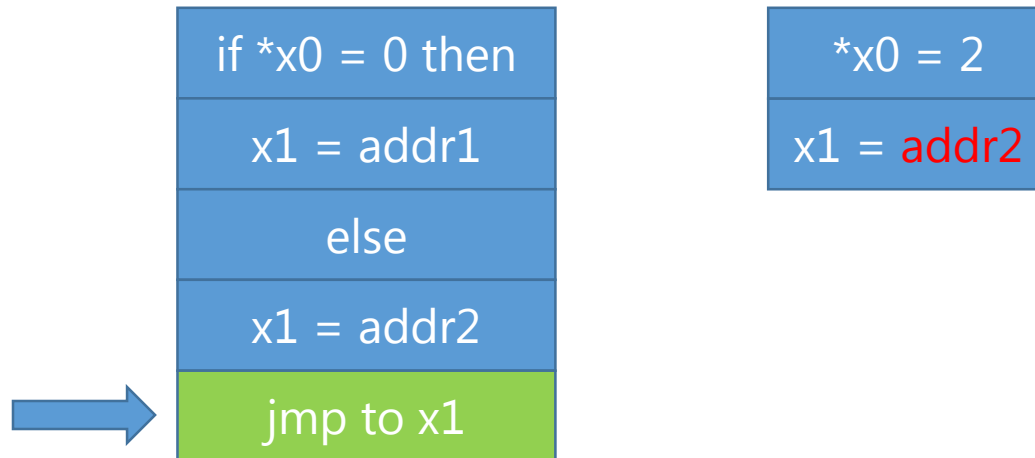 if *x0 = 0 then
x1 = addr1
else
x1 = addr2
jmp to x1
*x0 = 2
x1 = addr2